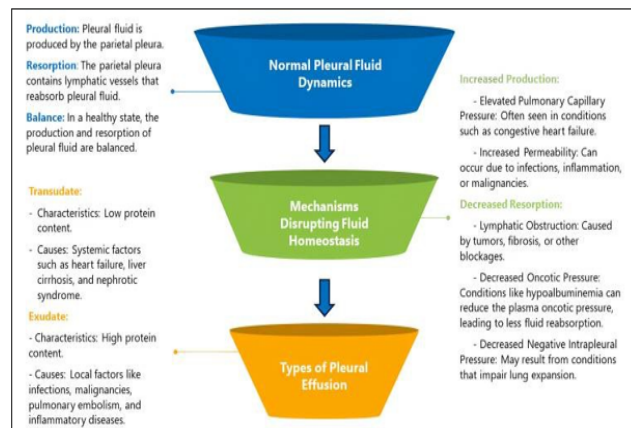 Production: Pleural fluid is
produced by the parietal pleura.
Resorption: The parietal pleura
contains lymphatic vessels that
reabsorb pleural fluid.
Balance: In a healthy state, the
production and resorption of
pleural fluid are balanced.
Normal Pleural Fluid
Dynamics
Increased Production:
- Elevated Pulmonary Capillary
Pressure: Often seen in conditions
such as congestive heart failure.
- Increased Permeability: Can
occur due to infections, inflammation,
or malignancies.
Mechanisms
Disrupting Fluid
Homeostasis
Decreased Resorption:
- Lymphatic Obstruction: Caused
by tumors, fibrosis, or other
blockages.
- Decreased Oncotic Pressure:
Conditions like hypoalbuminemia can
reduce the plasma oncotic pressure,
leading to less fluid reabsorption.
- Decreased Negative Intrapleural
Pressure: May result from conditions
that impair lung expansion.
Transudate:
- Characteristics: Low protein
content.
- Causes: Systemic factors
such as heart failure, liver
cirrhosis, and nephrotic
syndrome.
Exudate:
- Characteristics: High protein
content.
- Causes: Local factors like
infections, malignancies,
pulmonary embolism, and
inflammatory diseases.
Types of Pleural
Effusion